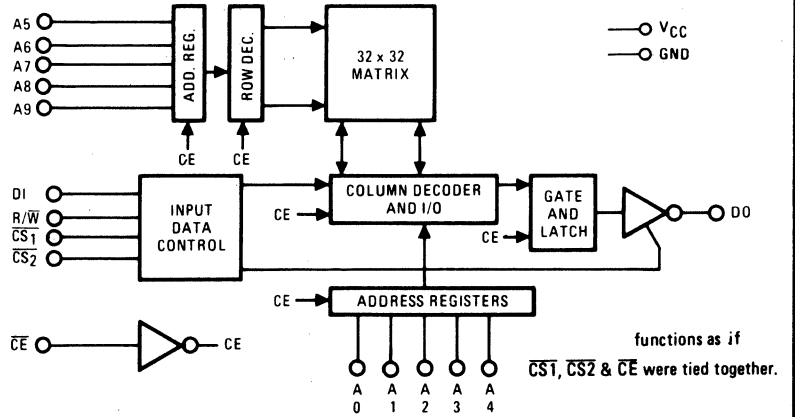 A5
A6
A7
A8
A9
ADD. REG.
ROW DEC.
32 x 32
MATRIX
VCC
GND
CE
CE
DI
R/W̅
C̅S̅1̅
C̅S̅2̅
INPUT
DATA
CONTROL
CE
COLUMN DECODER
AND I/O
CE
GATE
AND
LATCH
DO
CE
ADDRESS REGISTERS
C̅E̅
CE
A
0
A
1
A
2
A
3
A
4
functions as if
C̅S̅1̅, C̅S̅2̅ & C̅E̅ were tied together.